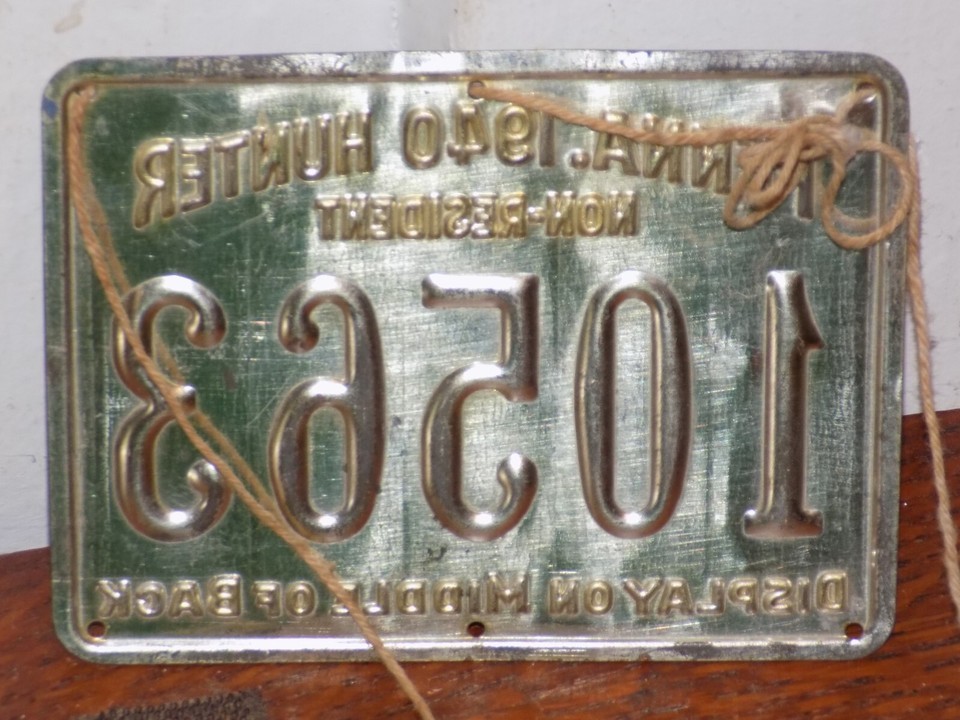 PENNA. 1940 HUNTER
NON-RESIDENT
10563
DISPLAY ON MIDDLE OF BACK